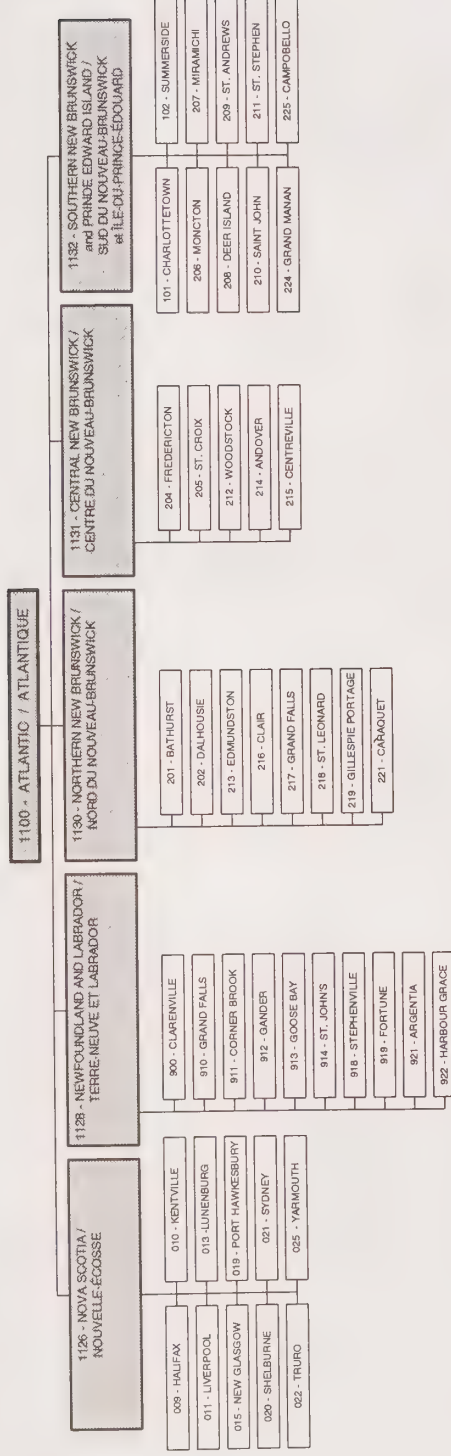 1100 - ATLANTIC / ATLANTIQUE
1126 - NOVA SCOTIA /
NOUVELLE-ÉCOSSE
009 - HALIFAX
010 - KENTVILLE
011 - LIVERPOOL
013 -LUNENBURG
015 - NEW GLASGOW
019 - PORT HAWKESBURY
020 - SHELBURNE
021 - SYDNEY
022 - TRURO
025 - YARMOUTH
1128 - NEWFOUNDLAND AND LABRADOR /
TERRE-NEUVE ET LABRADOR
900 - CLARENVILLE
910 - GRAND FALLS
911 - CORNER BROOK
912 - GANDER
913 - GOOSE BAY
914 - ST. JOHN'S
918 - STEPHENVILLE
919 - FORTUNE
921 - ARGENTIA
922 - HARBOUR GRACE
1130 - NORTHERN NEW BRUNSWICK /
NORD DU NOUVEAU-BRUNSWICK
201 - BATHURST
202 - DALHOUSIE
213 - EDMUNDSTON
216 - CLAIR
217 - GRAND FALLS
218 - ST. LEONARD
219 - GILLESPIE PORTAGE
221 - CARAQUET
1131 - CENTRAL NEW BRUNSWICK /
CENTRE DU NOUVEAU-BRUNSWICK
204 - FREDERICTON
205 - ST. CROIX
212 - WOODSTOCK
214 - ANDOVER
215 - CENTREVILLE
1132 - SOUTHERN NEW BRUNSWICK
and PRINDE EDWARD ISLAND /
SUD DU NOUVEAU-BRUNSWICK
et ÎLE-DU-PRINCE-ÉDOUARD
101 - CHARLOTTETOWN
102 - SUMMERSIDE
206 - MONCTON
207 - MIRAMICHI
208 - DEER ISLAND
209 - ST. ANDREWS
210 - SAINT JOHN
211 - ST. STEPHEN
224 - GRAND MANAN
225 - CAMPOBELLO